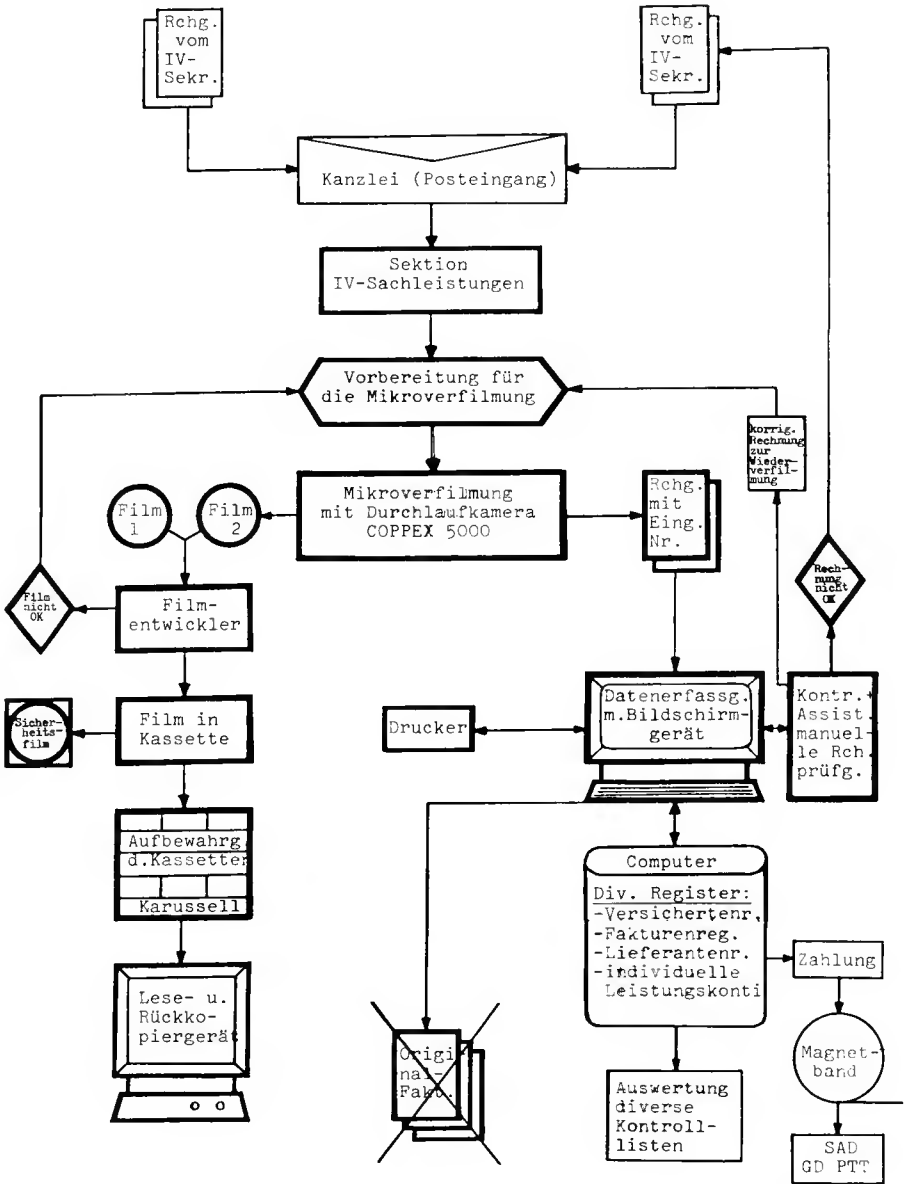 Rchg.
vom
IV-
Sekr.
Rchg.
vom
IV-
Sekr.
Kanzlei (Posteingang)
Sektion
IV-Sachleistungen
Vorbereitung für
die Mikroverfilmung
korrig.
Rechnung
zur
Wieder-
verfil-
mung
Film
1
Film
2
Mikroverfilmung
mit Durchlaufkamera
COPPEX 5000
Rchg.
mit
Eing.
Nr.
Film
nicht
OK
Film-
entwickler
Rech-
nung
nicht
OK
Sicher-
heits-
film
Film in
Kassette
Drucker
Datenerfassg.
m.Bildschirm-
gerät
Kontr.+
Assist.
manuel-
le Rch.
prüfg.
Aufbewahrg
d.Kassetter
Karussell
Computer
Div. Register:
-Versichertenr.
-Fakturenreg.
-Lieferantenr.
-individuelle
Leistungskonti
Zahlung
Lese- u.
Rückko-
piergerät
Origi
nal-
Fakt.
Magnet-
band
Auswertung
diverse
Kontroll-
listen
SAD
GD PTT